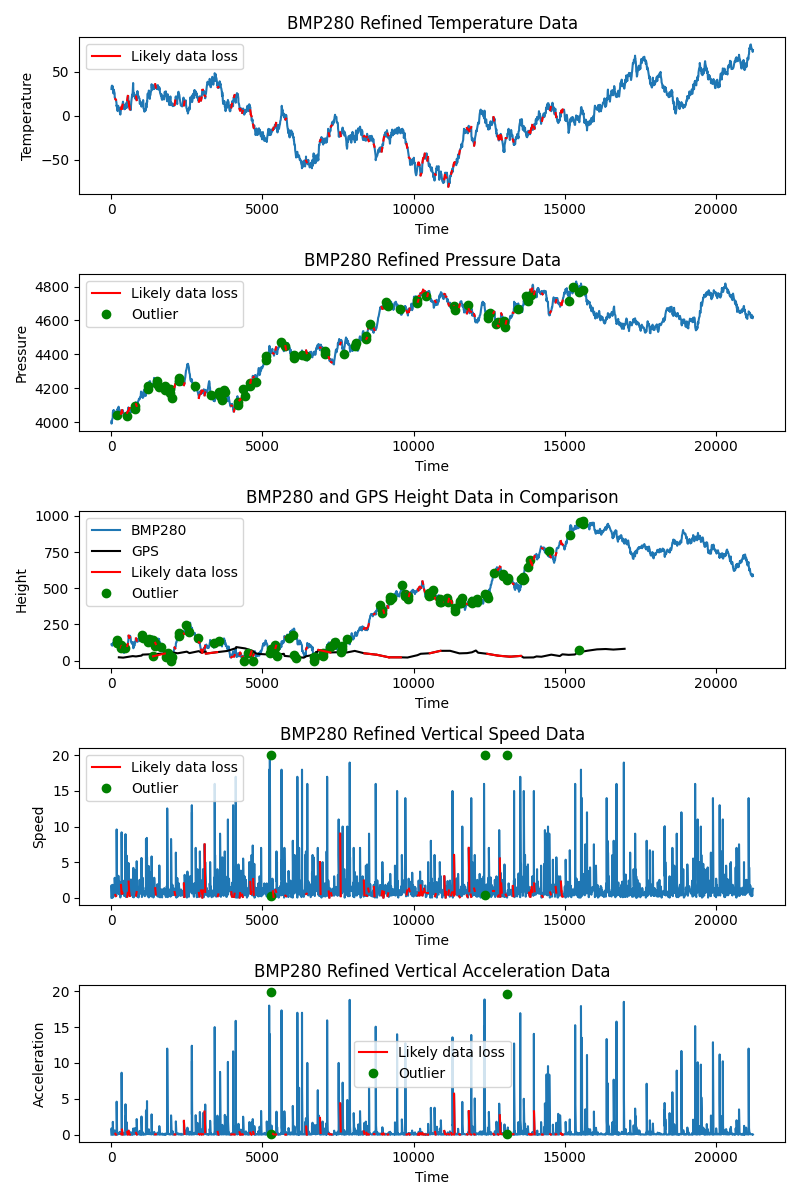 BMP280 Refined Temperature Data
Likely data loss
Temperature
50
0
−50
0 5000 10000 15000 20000
Time
BMP280 Refined Pressure Data
Likely data loss
Outlier
Pressure
4800
4600
4400
4200
4000
0 5000 10000 15000 20000
Time
BMP280 and GPS Height Data in Comparison
BMP280
GPS
Likely data loss
Outlier
Height
1000
750
500
250
0
0 5000 10000 15000 20000
Time
BMP280 Refined Vertical Speed Data
Likely data loss
Outlier
Speed
20
15
10
5
0
0 5000 10000 15000 20000
Time
BMP280 Refined Vertical Acceleration Data
Likely data loss
Outlier
Acceleration
20
15
10
5
0
0 5000 10000 15000 20000
Time